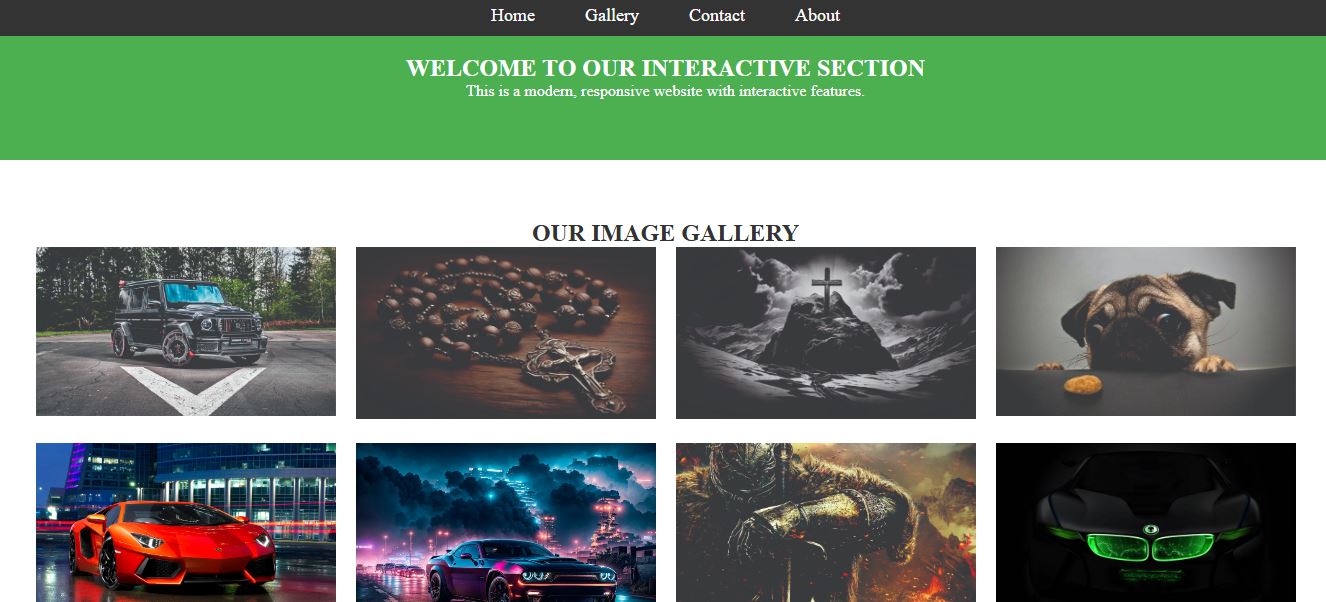 Home Gallery Contact About
WELCOME TO OUR INTERACTIVE SECTION
This is a modern, responsive website with interactive features.
OUR IMAGE GALLERY